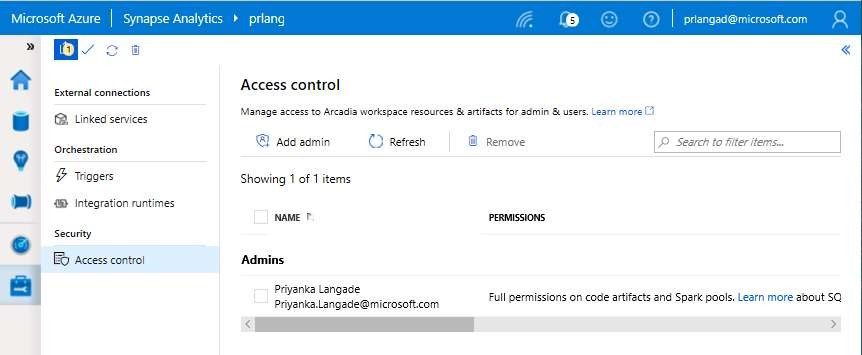 Microsoft Azure Synapse Analytics prlang 5 prlangad@microsoft.com
» 1 «
External connections
Linked services
Orchestration
Triggers
Integration runtimes
Security
Access control
Access control
Manage access to Arcadia workspace resources & artifacts for admin & users. Learn more
Add admin Refresh Remove Search to filter items...
Showing 1 of 1 items
NAME PERMISSIONS
Admins
Priyanka Langade
Priyanka.Langade@microsoft.com
Full permissions on code artifacts and Spark pools. Learn more about SQ